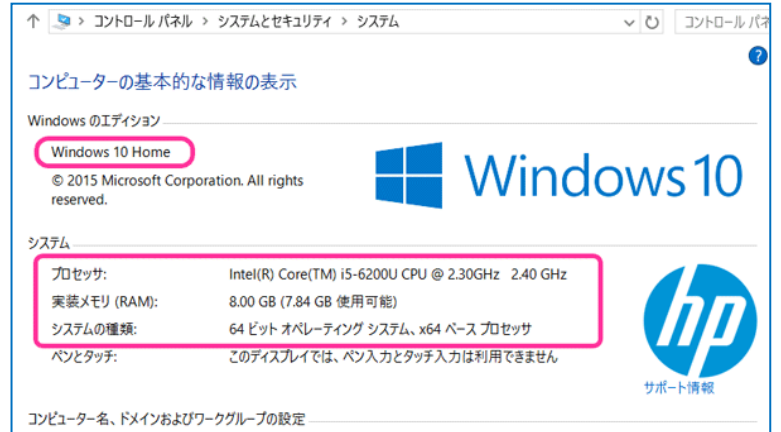 コントロール パネル > システムとセキュリティ > システム
コントロール パネ
?
コンピューターの基本的な情報の表示
Windows のエディション
Windows 10 Home
© 2015 Microsoft Corporation. All rights
reserved.
Windows 10
システム
プロセッサ: Intel(R) Core(TM) i5-6200U CPU @ 2.30GHz 2.40 GHz
実装メモリ (RAM): 8.00 GB (7.84 GB 使用可能)
システムの種類: 64 ビット オペレーティング システム、x64 ベース プロセッサ
ペンとタッチ: このディスプレイでは、ペン入力とタッチ入力は利用できません
hp
サポート情報
コンピューター名、ドメインおよびワークグループの設定